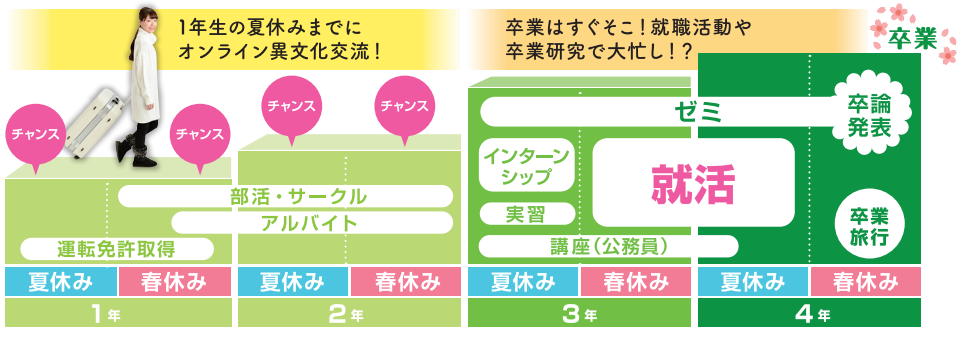 1年生の夏休みまでに
オンライン異文化交流！
卒業はすぐそこ！就職活動や
卒業研究で大忙し！？
卒業
チャンス
チャンス
チャンス
チャンス
ゼミ
卒論
発表
インターン
シップ
就活
部活・サークル
アルバイト
実習
卒業
旅行
運転免許取得
講座（公務員）
夏休み
春休み
夏休み
春休み
夏休み
春休み
夏休み
春休み
1年
2年
3年
4年